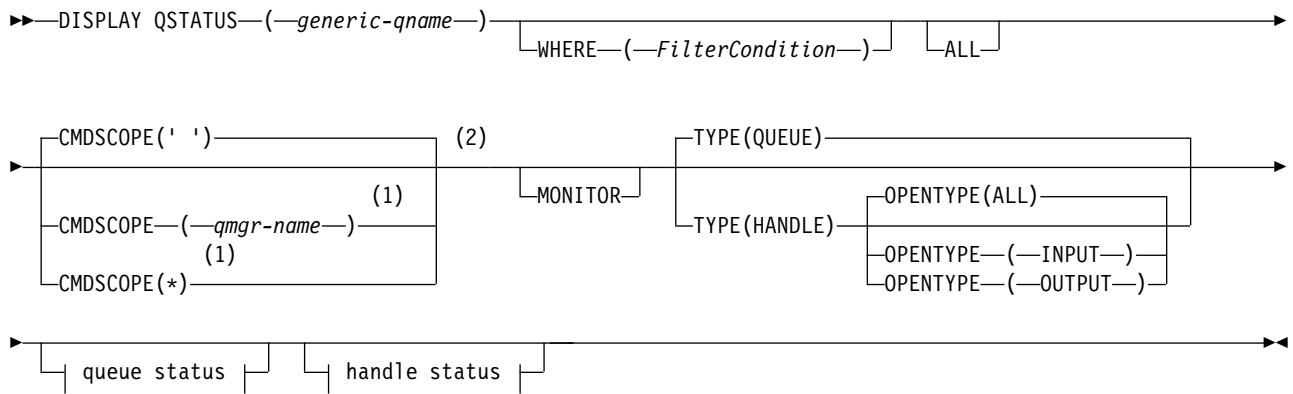 DISPLAY QSTATUS ( generic-qname )
WHERE ( FilterCondition ) ALL
CMDSCOPE(' ') (2) TYPE(QUEUE)
(1) MONITOR OPENTYPE(ALL)
CMDSCOPE ( qmgr-name ) TYPE(HANDLE)
(1) OPENTYPE ( INPUT )
CMDSCOPE(*) OPENTYPE ( OUTPUT )
queue status handle status